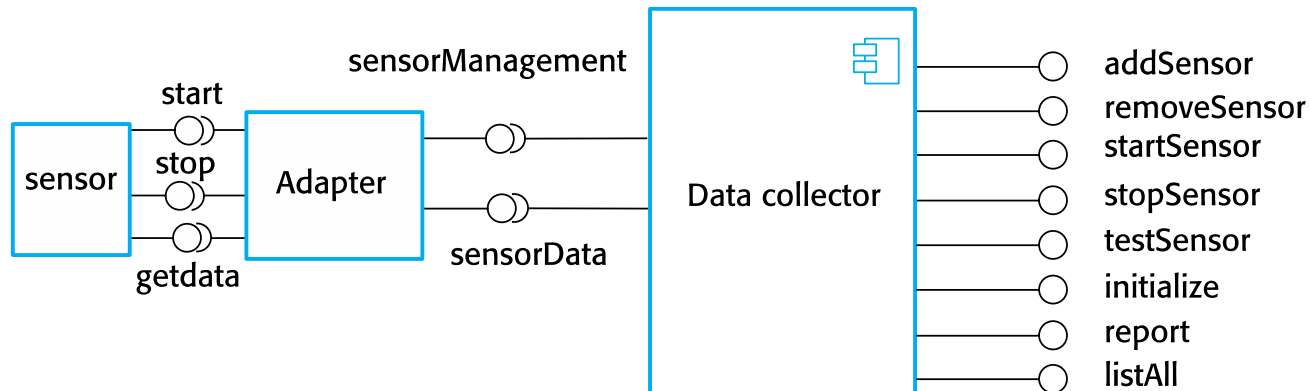 sensorManagement
start
stop
sensor
Adapter
getdata
sensorData
Data collector
addSensor
removeSensor
startSensor
stopSensor
testSensor
initialize
report
listAll